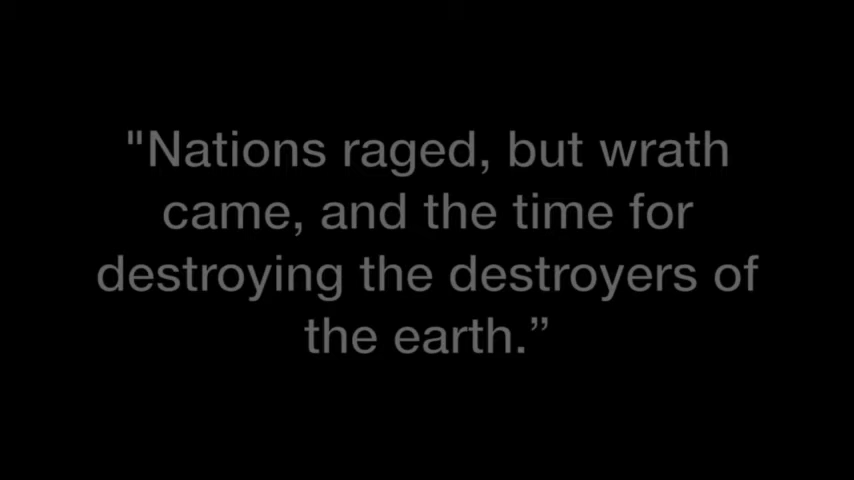 "Nations raged, but wrath
came, and the time for
destroying the destroyers of
the earth.”